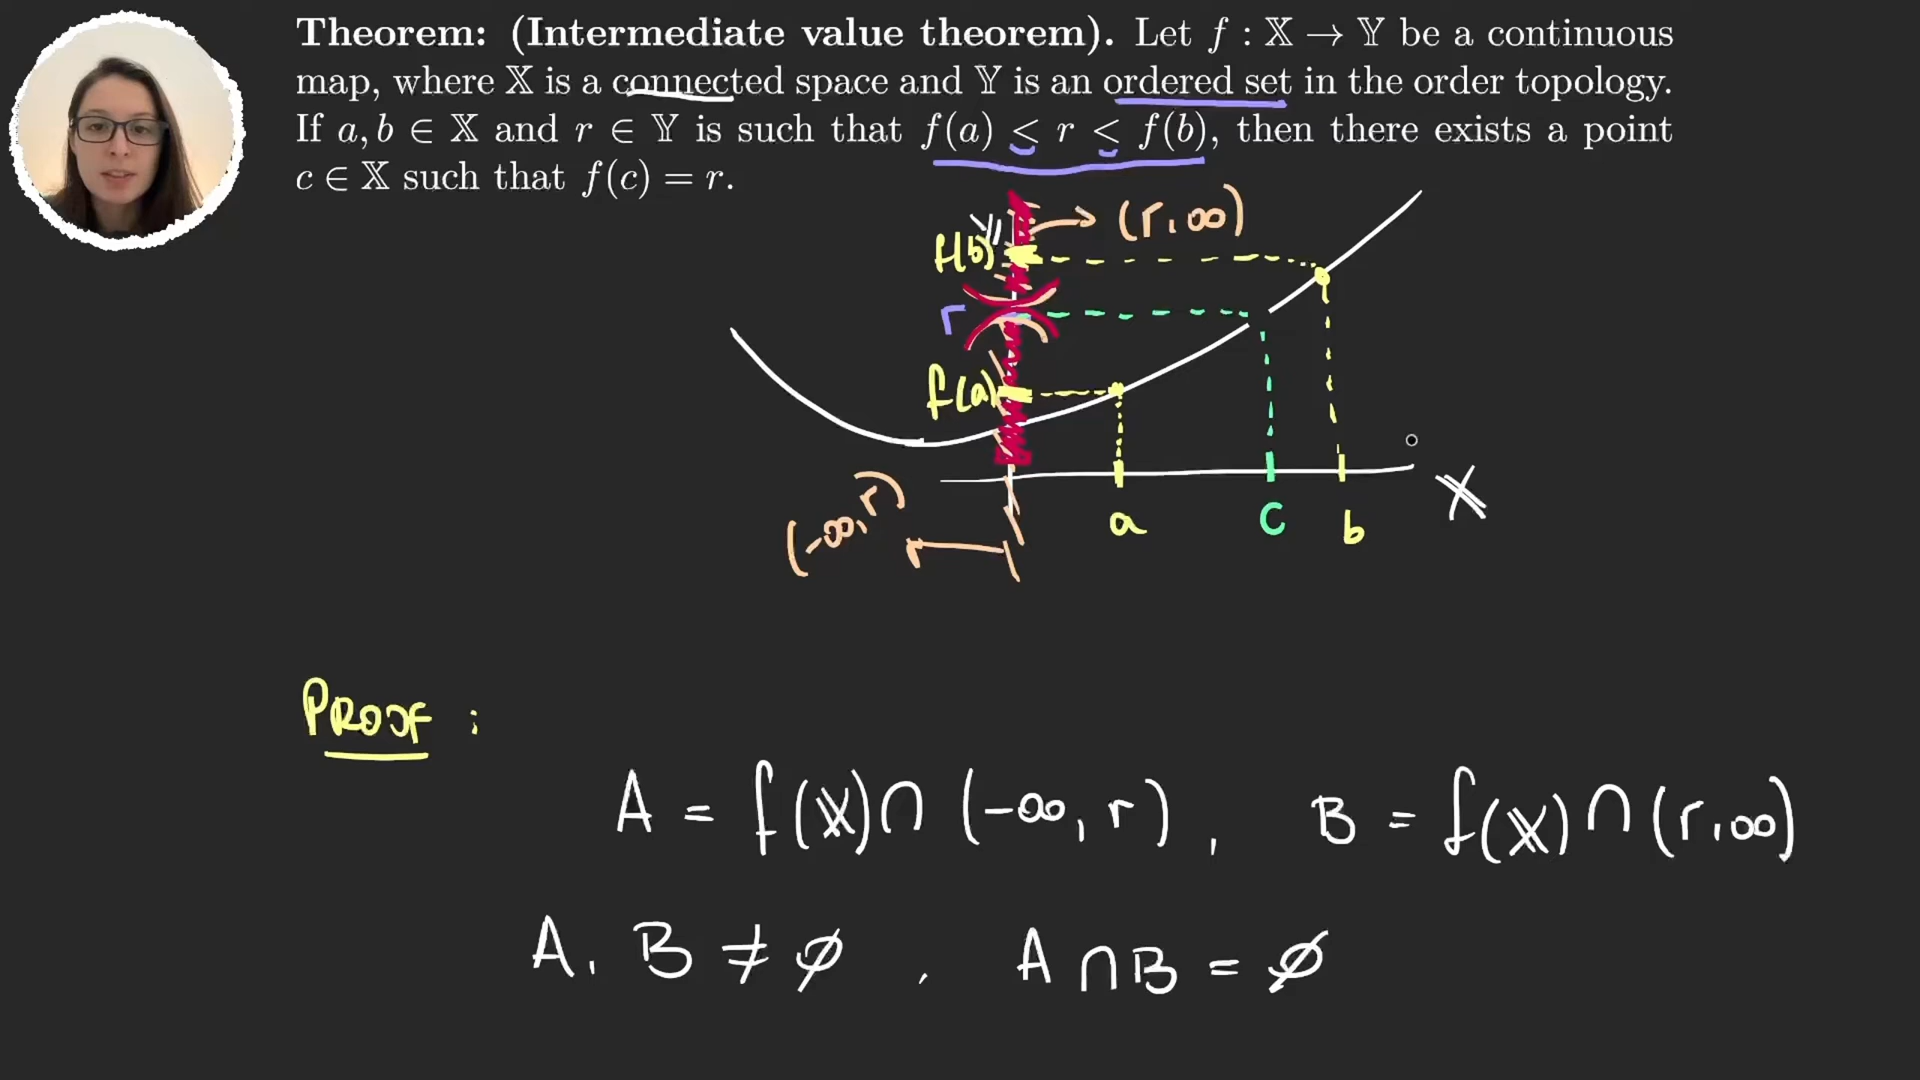 Theorem: (Intermediate value theorem). Let f : 𝕏 → 𝕐 be a continuous
map, where 𝕏 is a connected space and 𝕐 is an ordered set in the order topology.
If a, b ∈ 𝕏 and r ∈ 𝕐 is such that f(a) < r < f(b), then there exists a point
c ∈ 𝕏 such that f(c) = r.
𝕐 (r, ∞)
f(b)
r
f(a)
(-∞, r)
a c b 𝕏
PROOF :
A = f(𝕏) ∩ (-∞, r) , B = f(𝕏) ∩ (r, ∞)
A, B ≠ ∅ , A ∩ B = ∅